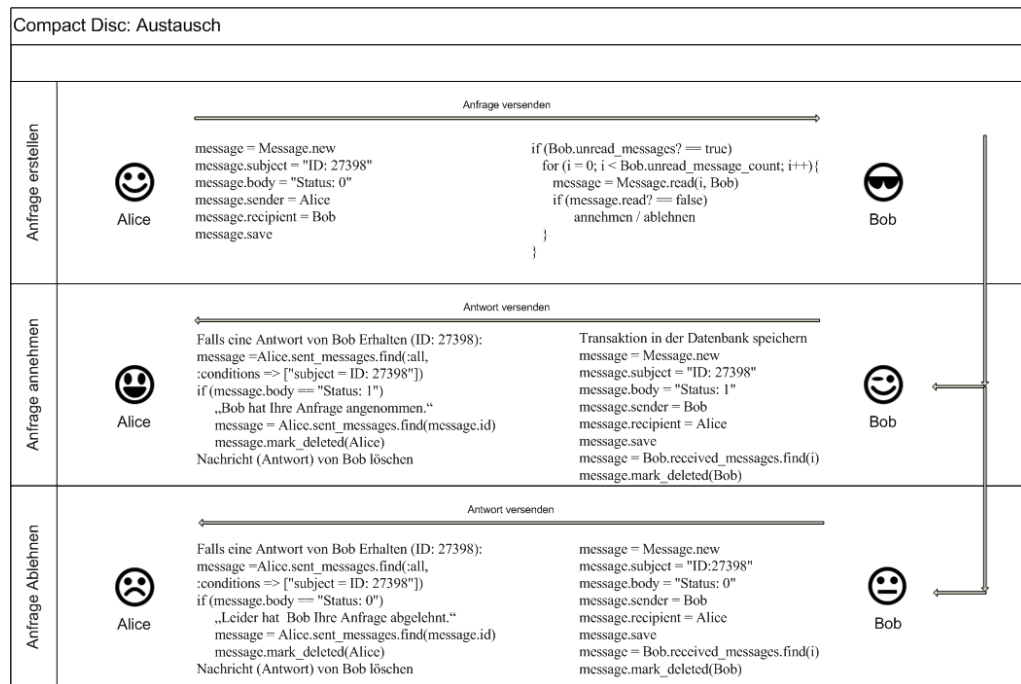 Compact Disc: Austausch
Anfrage erstellen
Anfrage versenden
message = Message.new
message.subject = "ID: 27398"
message.body = "Status: 0"
message.sender = Alice
message.recipient = Bob
message.save
Alice
if (Bob.unread_messages? == true)
for (i = 0; i < Bob.unread_message_count; i++){
message = Message.read(i, Bob)
if (message.read? == false)
annehmen / ablehnen
}
}
Bob
Anfrage annehmen
Antwort versenden
Falls eine Antwort von Bob Erhalten (ID: 27398):
message =Alice.sent_messages.find(:all,
:conditions => ["subject = ID: 27398"])
if (message.body == "Status: 1")
„Bob hat Ihre Anfrage angenommen.“
message = Alice.sent_messages.find(message.id)
message.mark_deleted(Alice)
Nachricht (Antwort) von Bob löschen
Alice
Transaktion in der Datenbank speichern
message = Message.new
message.subject = "ID: 27398"
message.body = "Status: 1"
message.sender = Bob
message.recipient = Alice
message.save
message = Bob.received_messages.find(i)
message.mark_deleted(Bob)
Bob
Anfrage Ablehnen
Antwort versenden
Falls eine Antwort von Bob Erhalten (ID: 27398):
message =Alice.sent_messages.find(:all,
:conditions => ["subject = ID: 27398"])
if (message.body == "Status: 0")
„Leider hat Bob Ihre Anfrage abgelehnt.“
message = Alice.sent_messages.find(message.id)
message.mark_deleted(Alice)
Nachricht (Antwort) von Bob löschen
Alice
message = Message.new
message.subject = "ID:27398"
message.body = "Status: 0"
message.sender = Bob
message.recipient = Alice
message.save
message = Bob.received_messages.find(i)
message.mark_deleted(Bob)
Bob